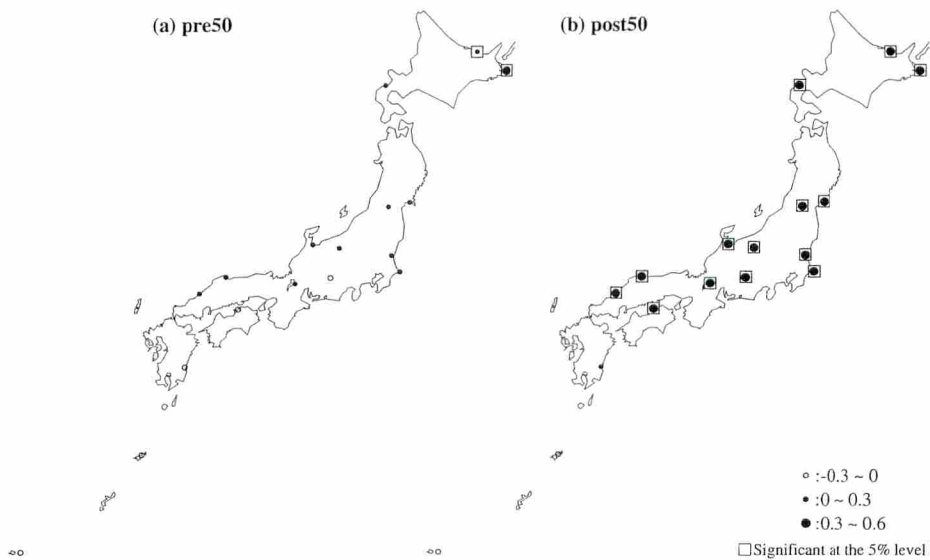 (a) pre50
(b) post50
:-0.3 ~ 0
:0 ~ 0.3
:0.3 ~ 0.6
Significant at the 5% level